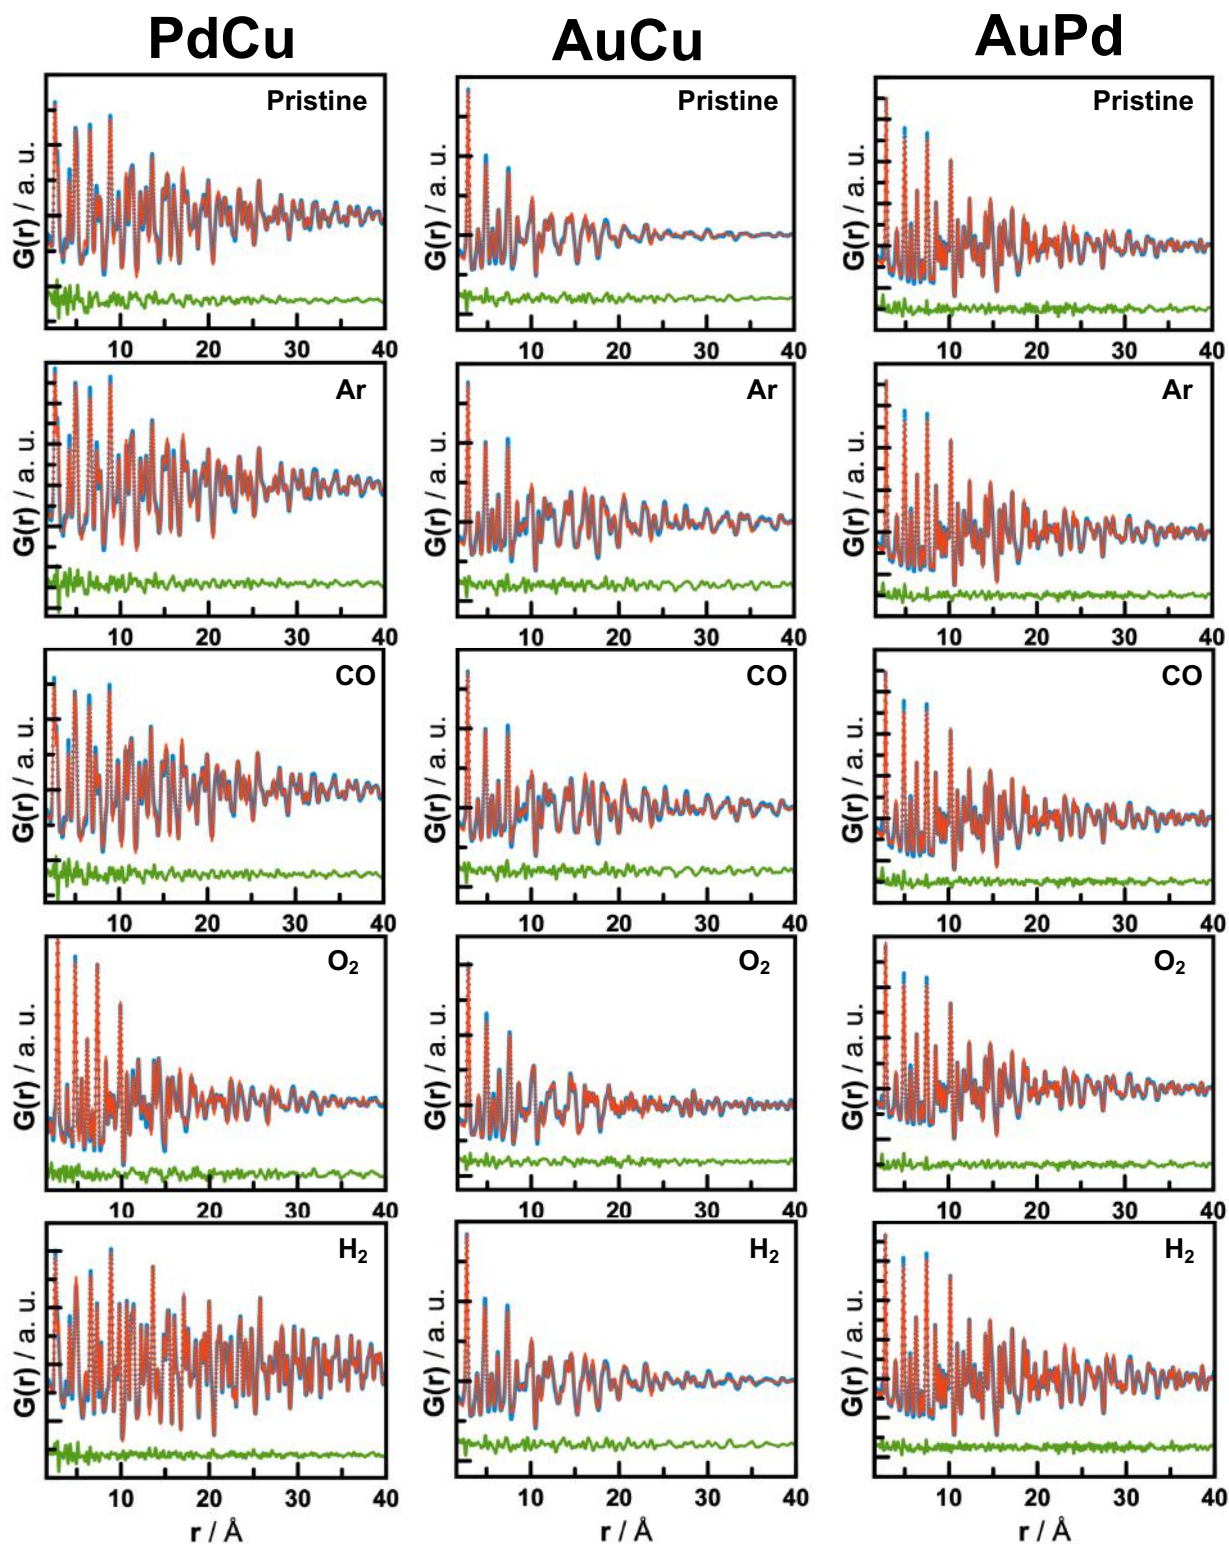 PdCu AuCu AuPd
Pristine Pristine Pristine
G(r) / a. u. G(r) / a. u. G(r) / a. u.
10 20 30 40 10 20 30 40 10 20 30 40
Ar Ar Ar
G(r) / a. u. G(r) / a. u. G(r) / a. u.
10 20 30 40 10 20 30 40 10 20 30 40
CO CO CO
G(r) / a. u. G(r) / a. u. G(r) / a. u.
10 20 30 40 10 20 30 40 10 20 30 40
O₂ O₂ O₂
G(r) / a. u. G(r) / a. u. G(r) / a. u.
10 20 30 40 10 20 30 40 10 20 30 40
H₂ H₂ H₂
G(r) / a. u. G(r) / a. u. G(r) / a. u.
10 20 30 40 10 20 30 40 10 20 30 40
r / Å r / Å r / Å